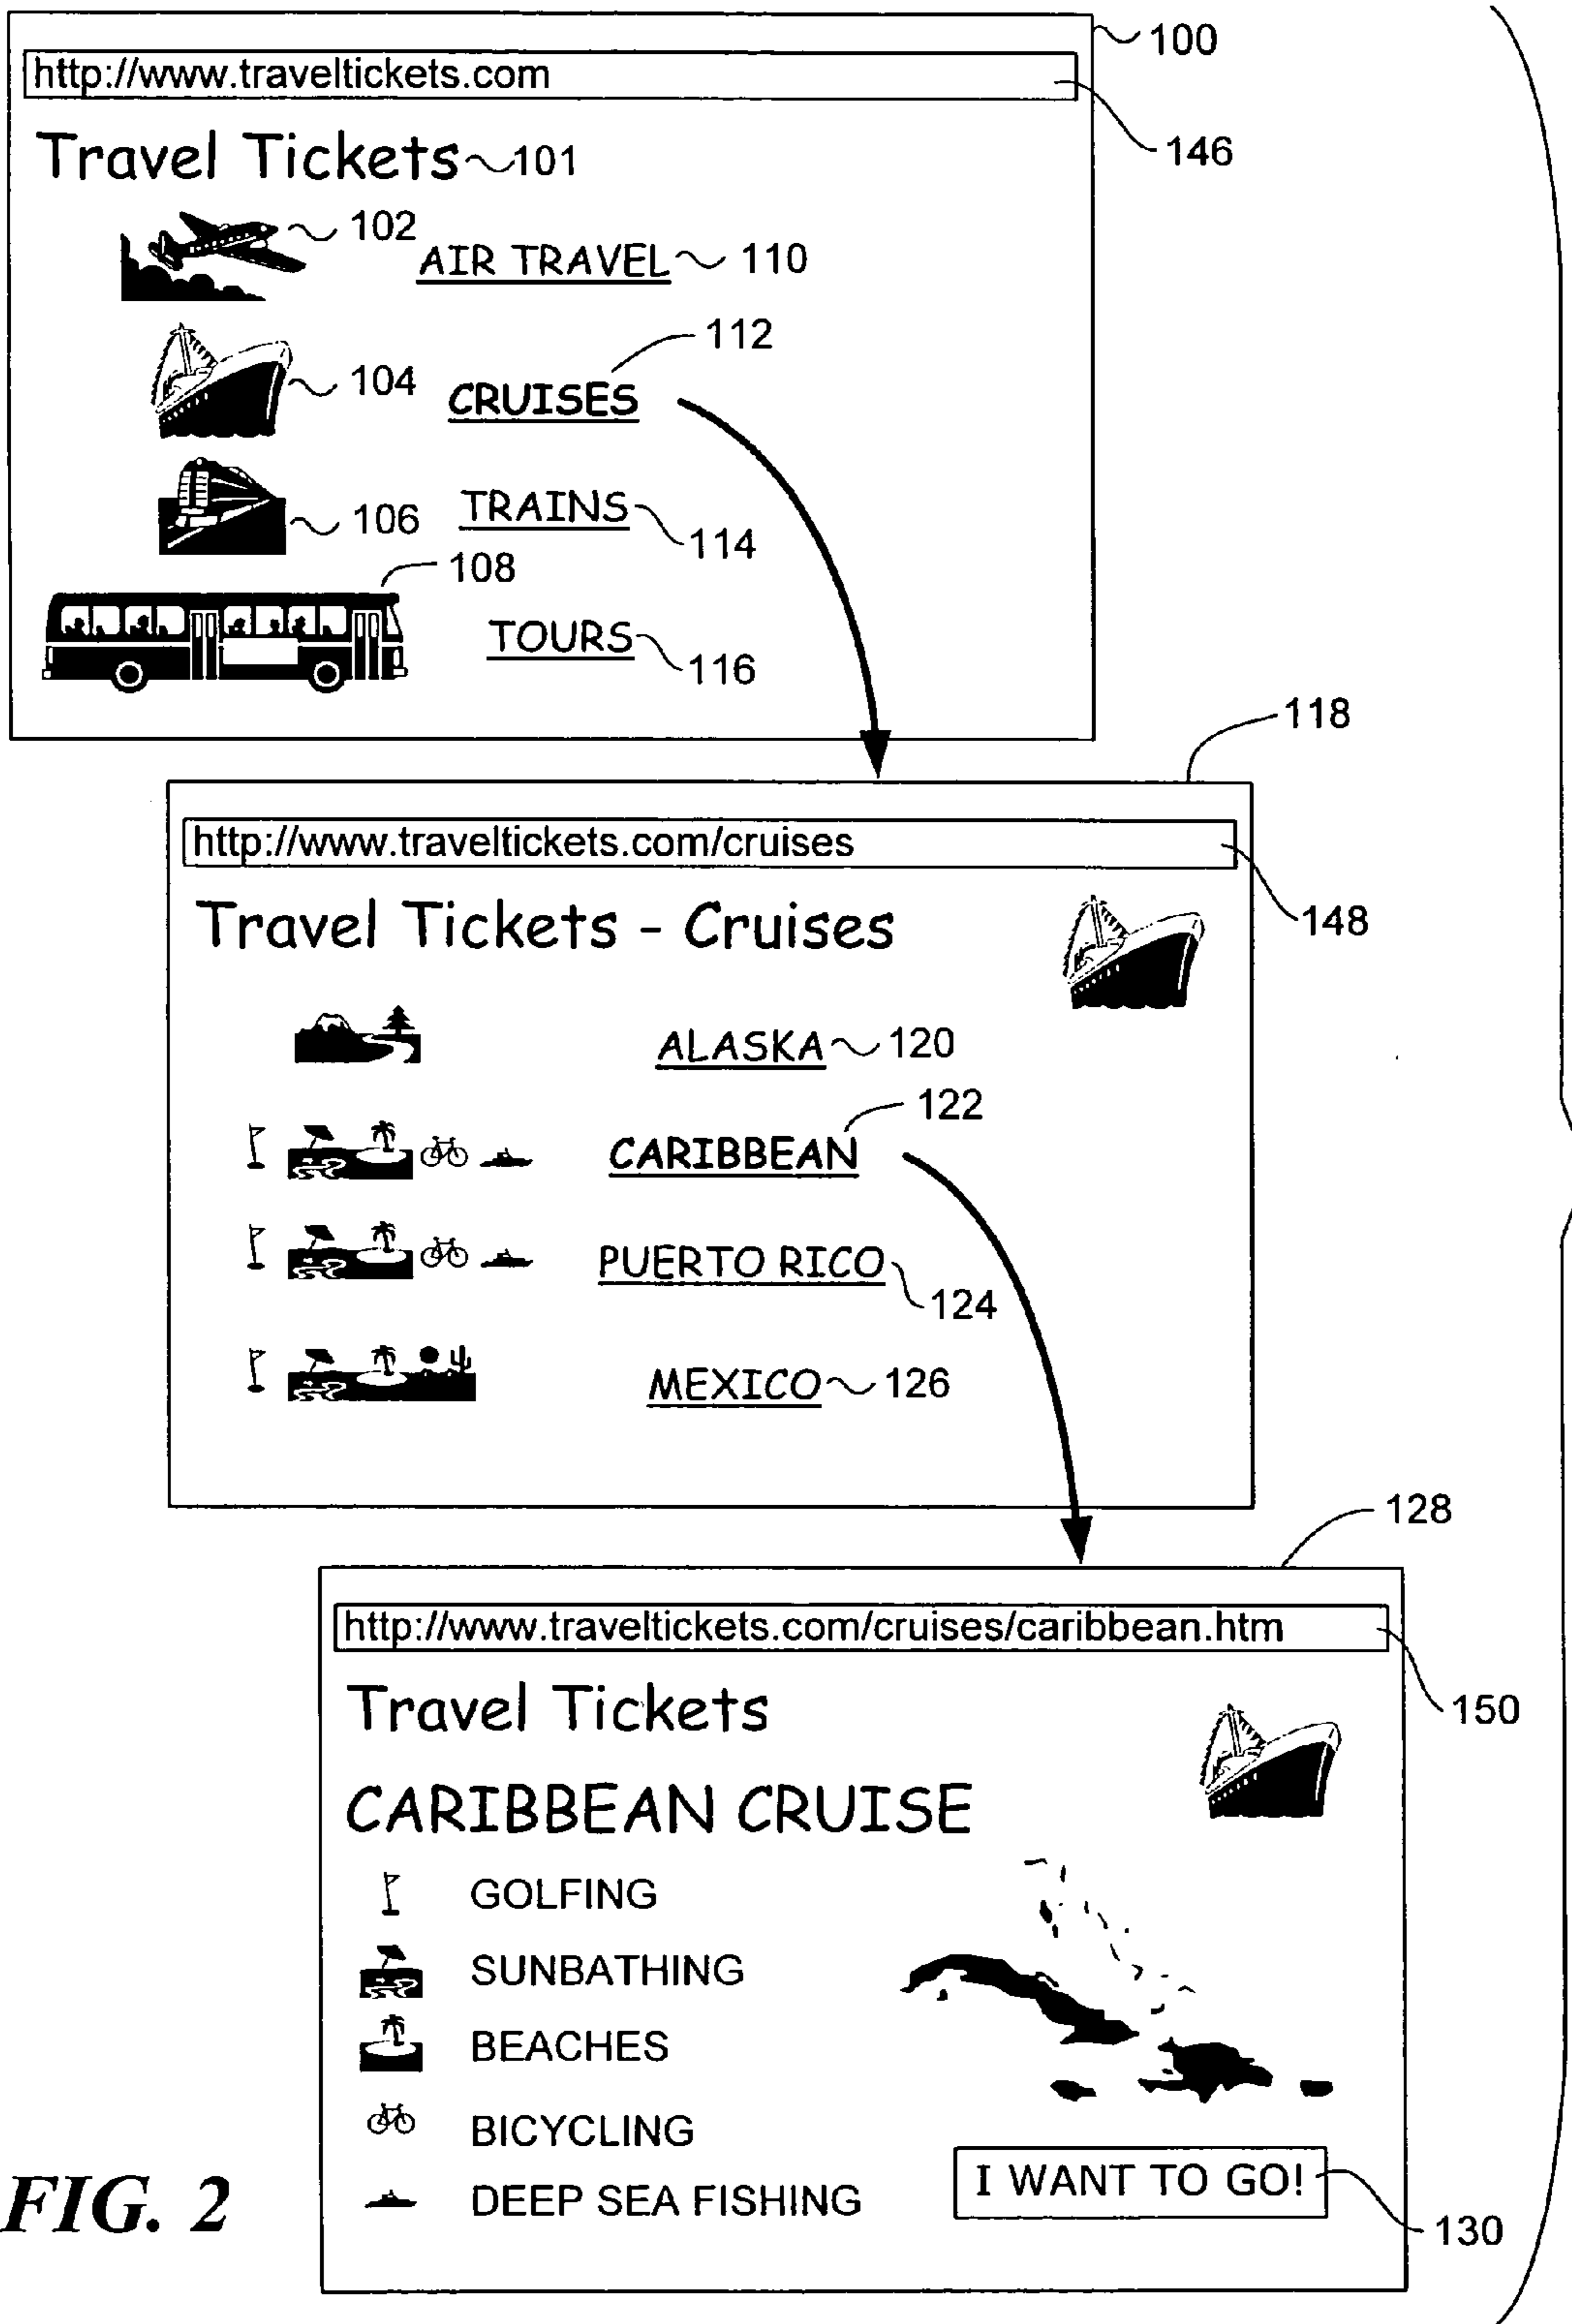 100
http://www.traveltickets.com
146
Travel Tickets 101
102
AIR TRAVEL 110
112
104
CRUISES
106
TRAINS
114
108
TOURS
116
118
http://www.traveltickets.com/cruises
148
Travel Tickets - Cruises
ALASKA 120
122
CARIBBEAN
PUERTO RICO
124
MEXICO 126
128
http://www.traveltickets.com/cruises/caribbean.htm
150
Travel Tickets
CARIBBEAN CRUISE
GOLFING
SUNBATHING
BEACHES
BICYCLING
I WANT TO GO!
DEEP SEA FISHING
130
FIG. 2